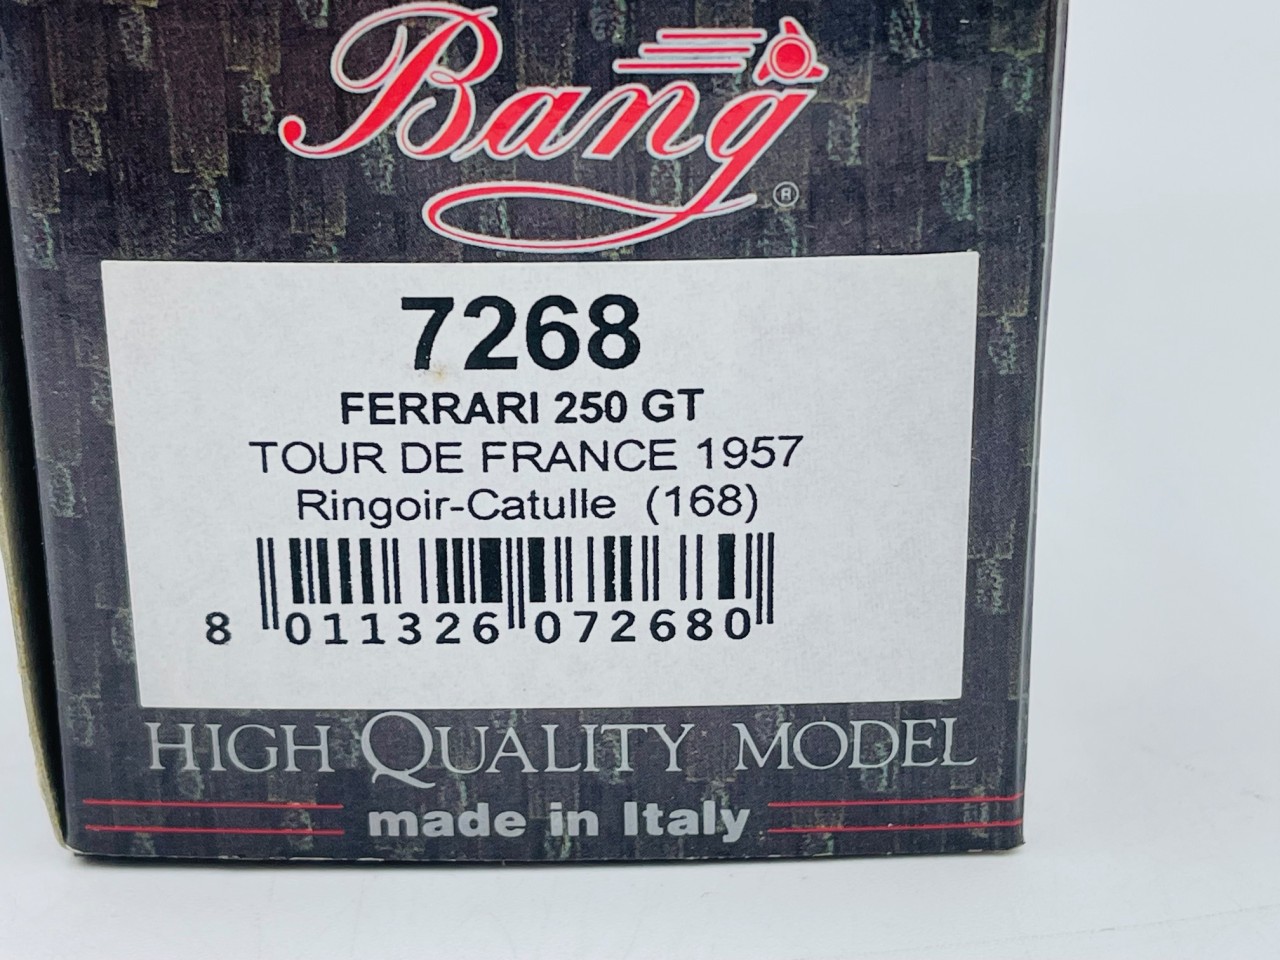 Bang
®
7268
FERRARI 250 GT
TOUR DE FRANCE 1957
Ringoir-Catulle (168)
8 011326 072680
HIGH QUALITY MODEL
made in Italy